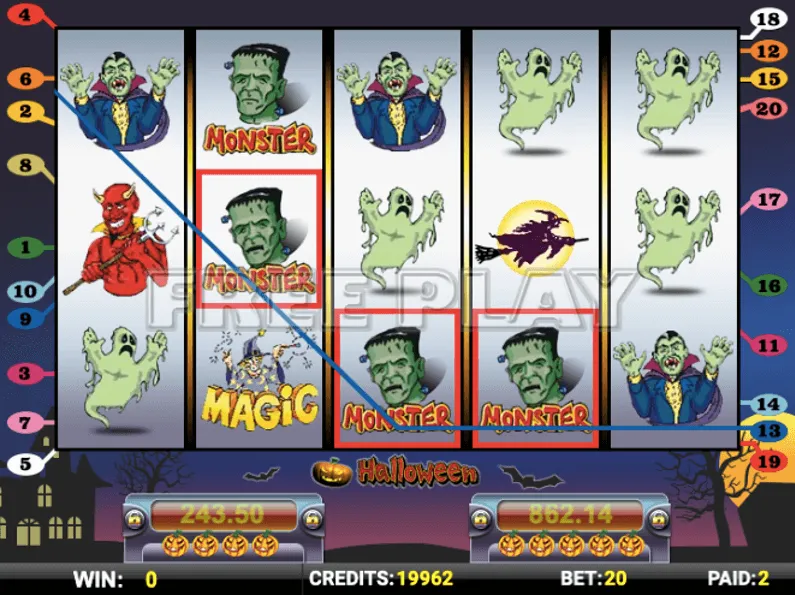 4
18
12
6
15
2
20
MONSTER
8
17
1
MONSTER
FREE PLAY
16
10
9
11
3
MAGIC
MONSTER
MONSTER
14
7
13
5
19
Halloween
243.50
862.14
WIN: 0
CREDITS:19962
BET:20
PAID:2